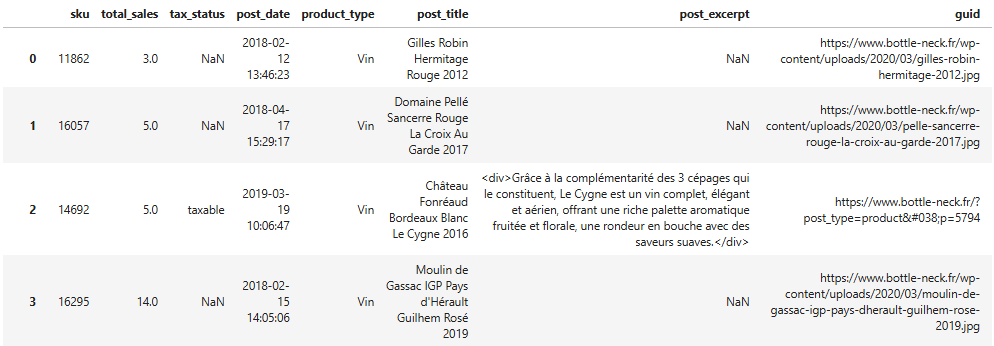 sku total_sales tax_status post_date product_type post_title post_excerpt guid
0 11862 3.0 NaN 2018-02-12 13:46:23 Vin Gilles Robin Hermitage Rouge 2012 NaN https://www.bottle-neck.fr/wp-content/uploads/2020/03/gilles-robin-hermitage-2012.jpg
1 16057 5.0 NaN 2018-04-17 15:29:17 Vin Domaine Pellé Sancerre Rouge La Croix Au Garde 2017 NaN https://www.bottle-neck.fr/wp-content/uploads/2020/03/pelle-sancerre-rouge-la-croix-au-garde-2017.jpg
2 14692 5.0 taxable 2019-03-19 10:06:47 Vin Château Fonréaud Bordeaux Blanc Le Cygne 2016 <div>Grâce à la complémentarité des 3 cépages qui le constituent, Le Cygne est un vin complet, élégant et aérien, offrant une riche palette aromatique fruitée et florale, une rondeur en bouche avec des saveurs suaves.</div> https://www.bottle-neck.fr/?post_type=product&#038;p=5794
3 16295 14.0 NaN 2018-02-15 14:05:06 Vin Moulin de Gassac IGP Pays d'Hérault Guilhem Rosé 2019 NaN https://www.bottle-neck.fr/wp-content/uploads/2020/03/moulin-de-gassac-igp-pays-dherault-guilhem-rose-2019.jpg